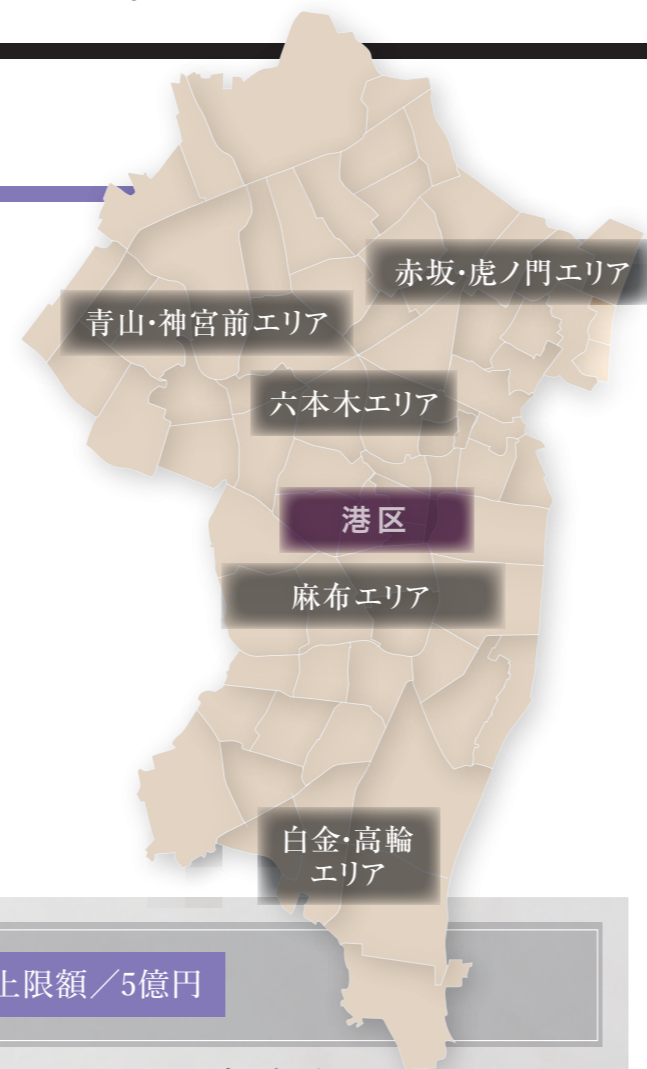 赤坂・虎ノ門エリア
青山・神宮前エリア
六本木エリア
港区
麻布エリア
白金・高輪
エリア
上限額／5億円